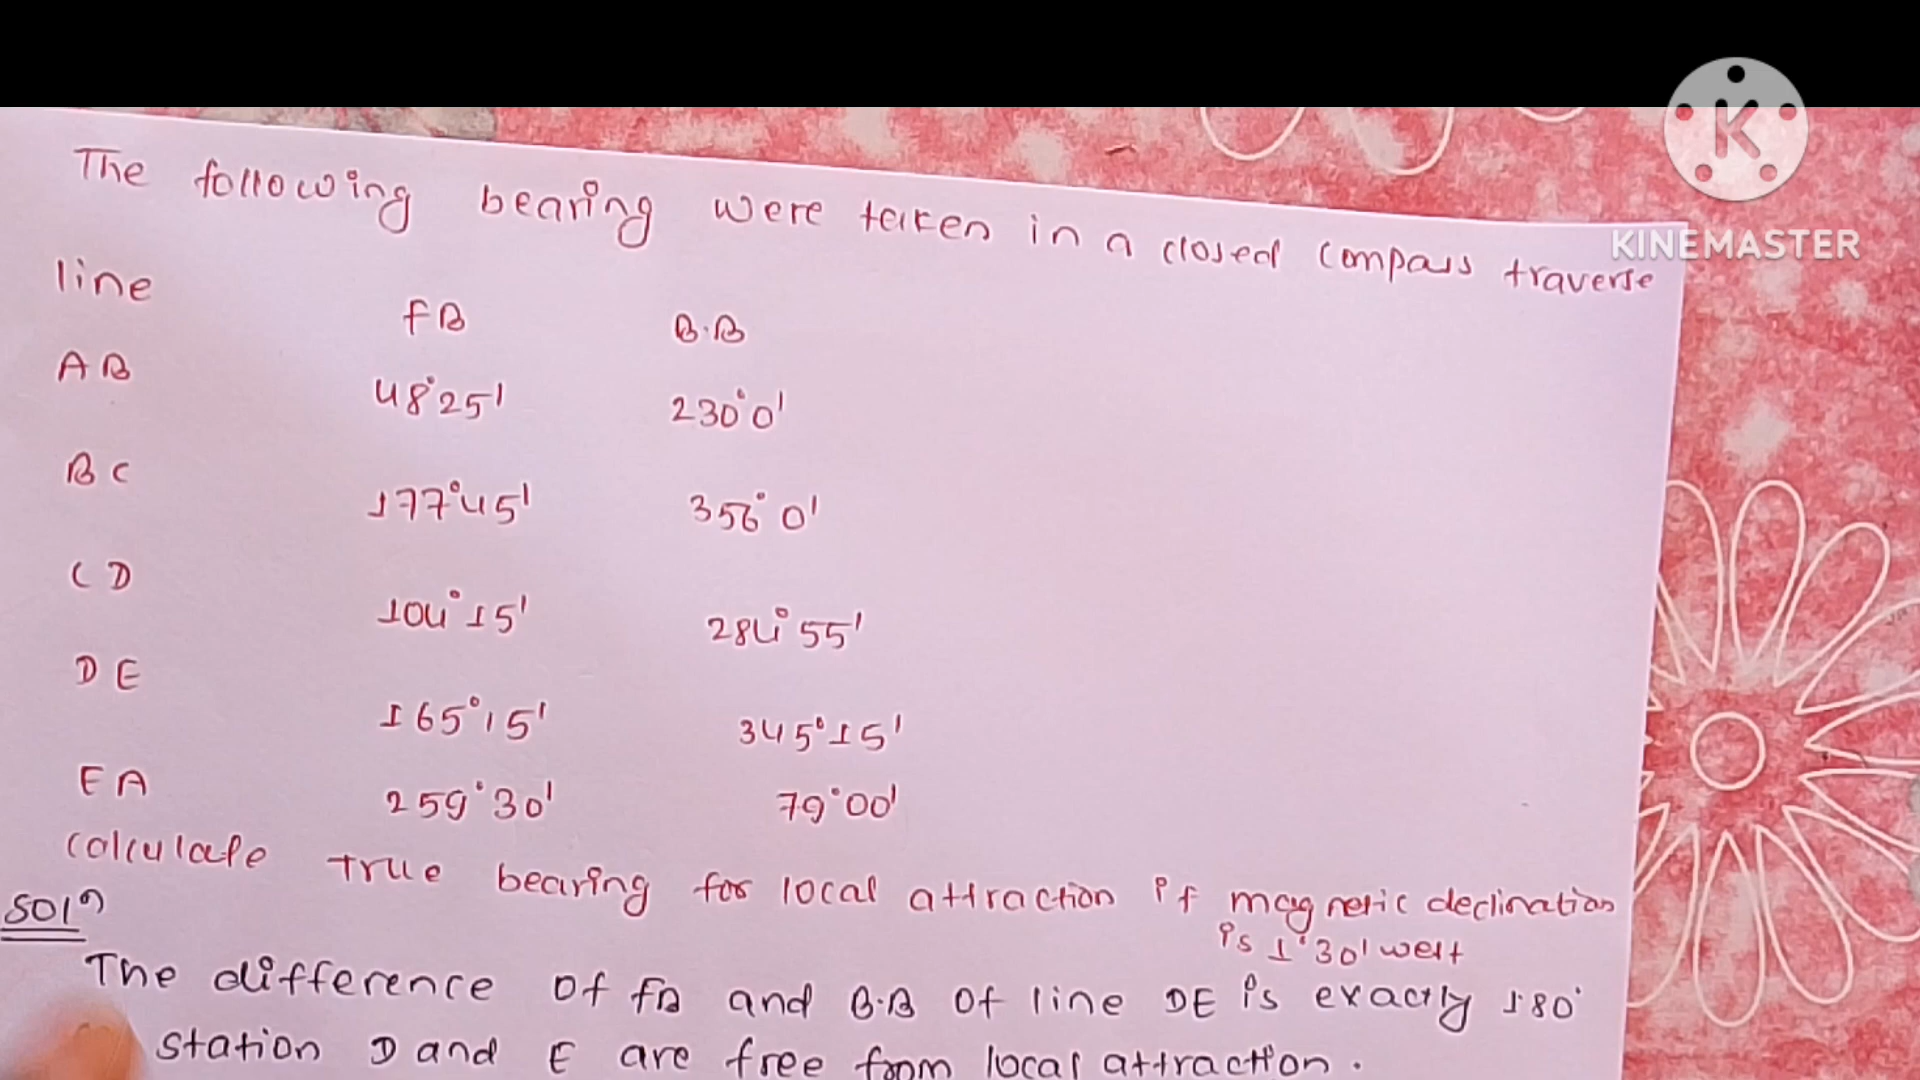 The following bearing were taken in a closed compass traverse
line FB B.B
AB 48°25' 230°0'
BC 177°45' 356°0'
CD 104°15' 284°55'
DE 165°15' 345°15'
EA 259°30' 79°00'
calculate true bearing for local attraction if magnetic declination
is 1°30' west
Solⁿ
The difference of FB and B.B of line DE is exactly 180°
station D and E are free from local attraction.
KINEMASTER